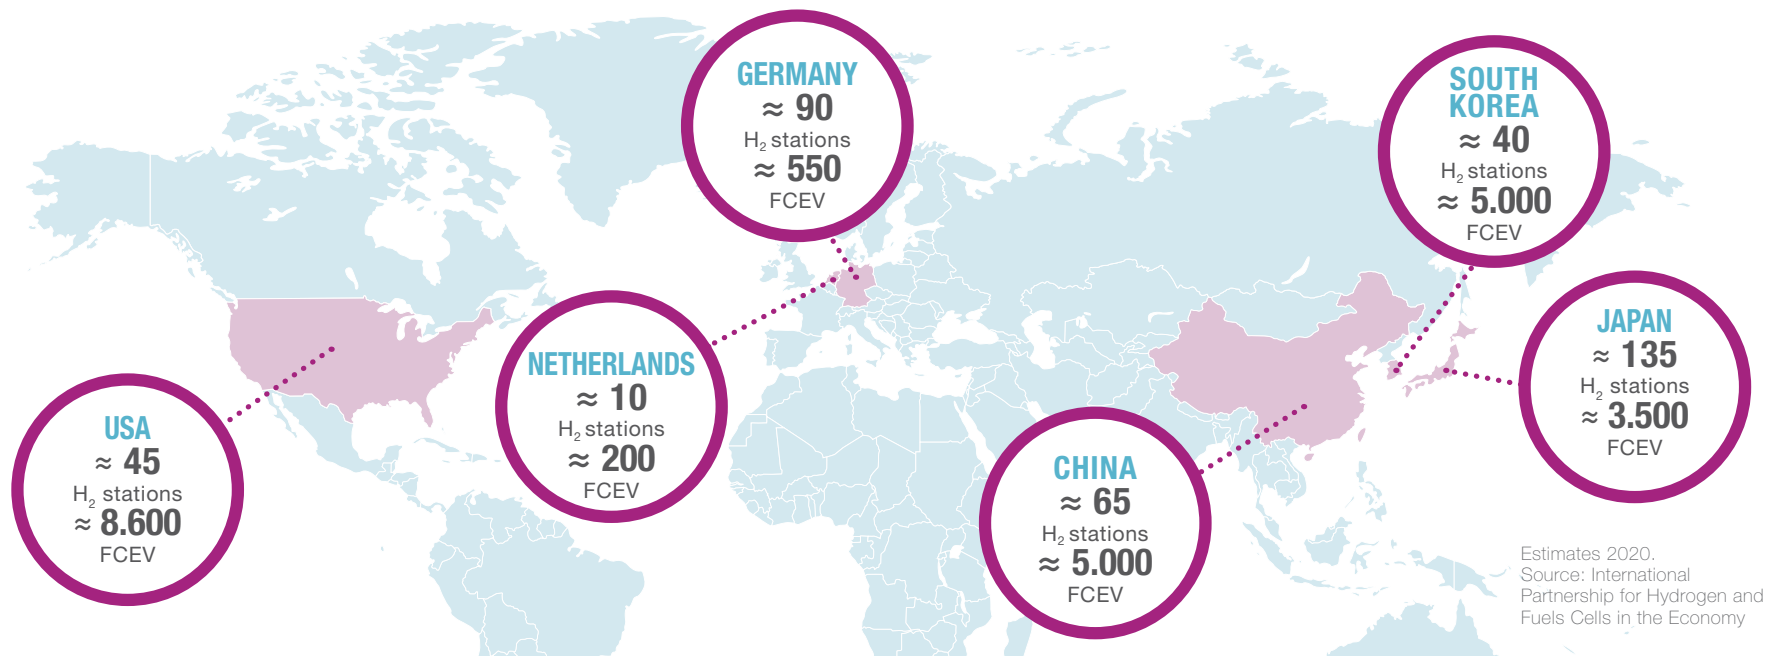 GERMANY
≈ 90
H₂ stations
≈ 550
FCEV
SOUTH
KOREA
≈ 40
H₂ stations
≈ 5.000
FCEV
JAPAN
≈ 135
H₂ stations
≈ 3.500
FCEV
NETHERLANDS
≈ 10
H₂ stations
≈ 200
FCEV
USA
≈ 45
H₂ stations
≈ 8.600
FCEV
CHINA
≈ 65
H₂ stations
≈ 5.000
FCEV
Estimates 2020.
Source: International
Partnership for Hydrogen and
Fuels Cells in the Economy